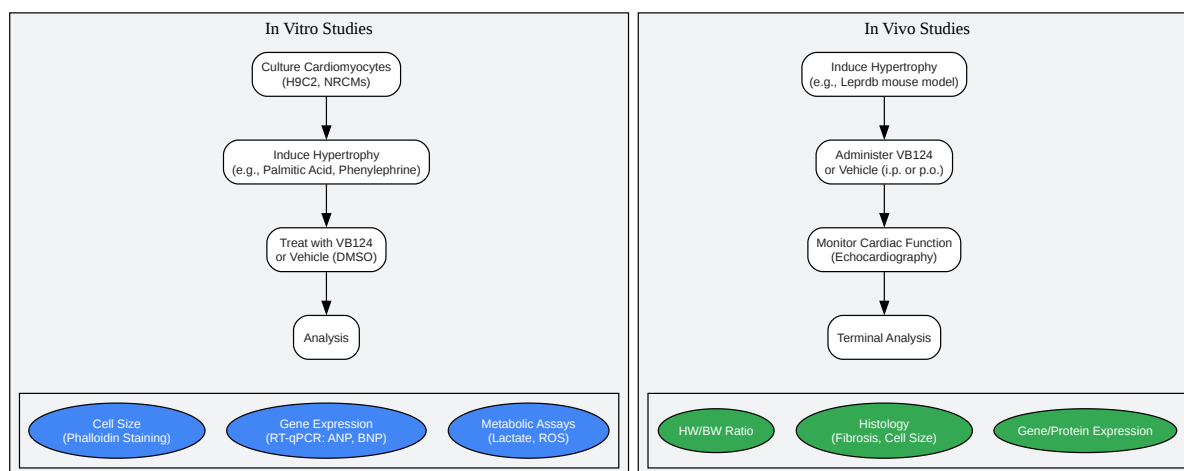 In Vitro Studies
Culture Cardiomyocytes
(H9C2, NRCMs)
Induce Hypertrophy
(e.g., Palmitic Acid, Phenylephrine)
Treat with VB124
or Vehicle (DMSO)
Analysis
Cell Size
(Phalloidin Staining)
Gene Expression
(RT-qPCR: ANP, BNP)
Metabolic Assays
(Lactate, ROS)
In Vivo Studies
Induce Hypertrophy
(e.g., Leprdb mouse model)
Administer VB124
or Vehicle (i.p. or p.o.)
Monitor Cardiac Function
(Echocardiography)
Terminal Analysis
HW/BW Ratio
Histology
(Fibrosis, Cell Size)
Gene/Protein Expression